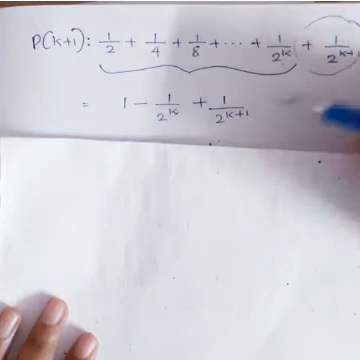 P(k+1): 1/2 + 1/4 + 1/8 + ... + 1/2^k + 1/2^(k+1)
= 1 - 1/2^k + 1/2^(k+1)